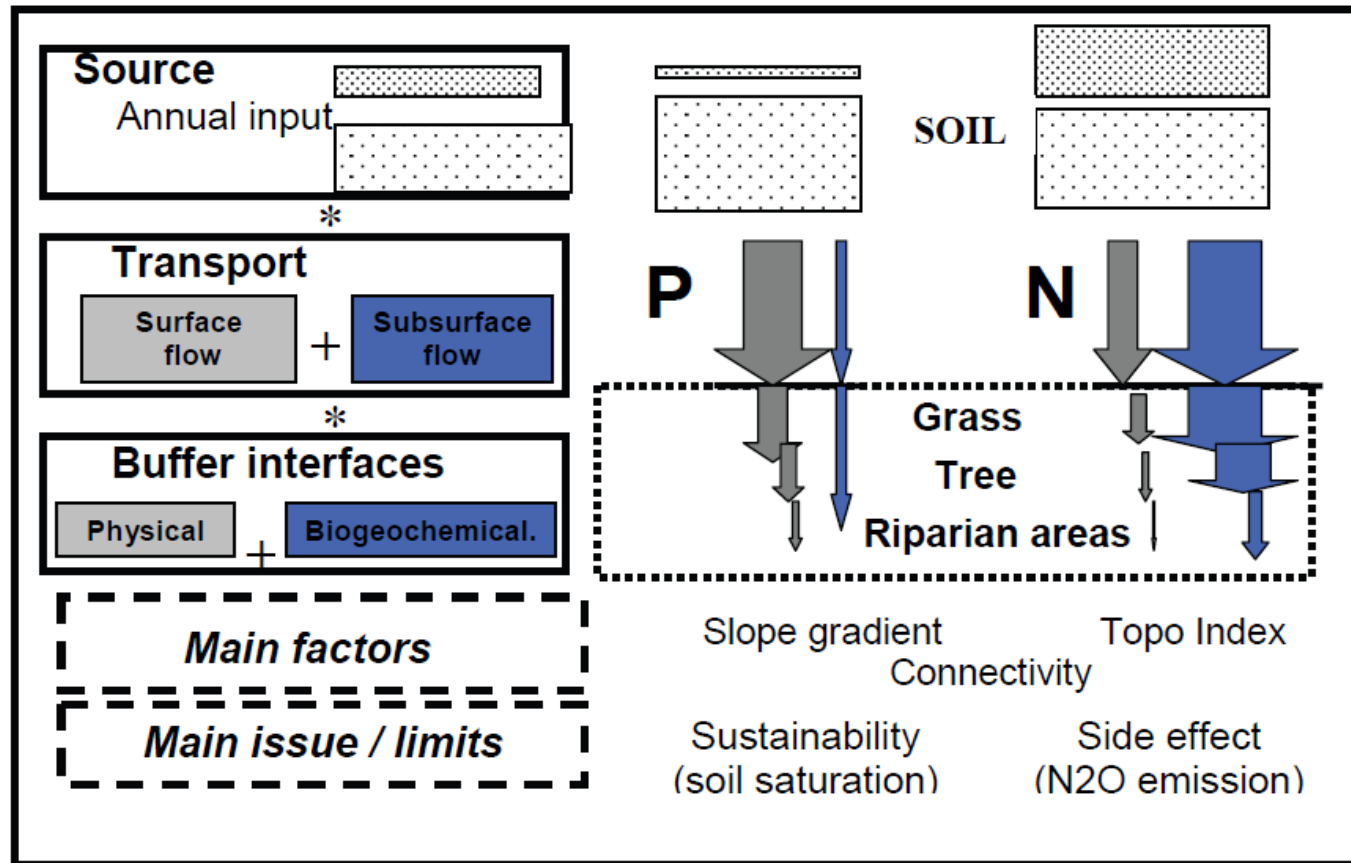 Source
Annual input
SOIL
*
Transport
Surface
flow
+
Subsurface
flow
P
N
*
Buffer interfaces
Physical
+
Biogeochemical.
Grass
Tree
Riparian areas
Main factors
Slope gradient
Topo Index
Connectivity
Main issue / limits
Sustainability
(soil saturation)
Side effect
(N2O emission)